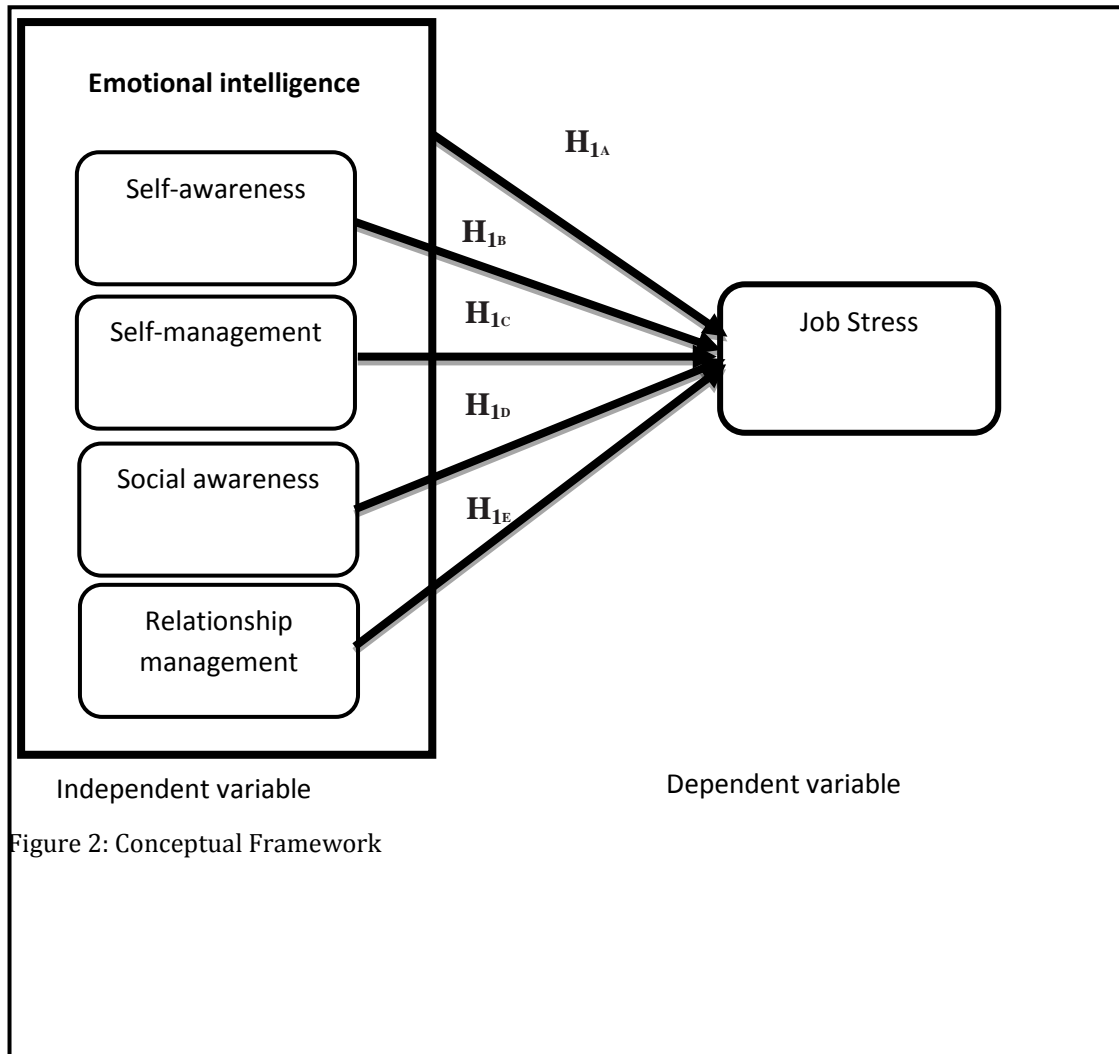 Emotional intelligence
Self-awareness
Self-management
Social awareness
Relationship
management
H1A
H1B
H1C
H1D
H1E
Job Stress
Independent variable
Dependent variable
Figure 2: Conceptual Framework